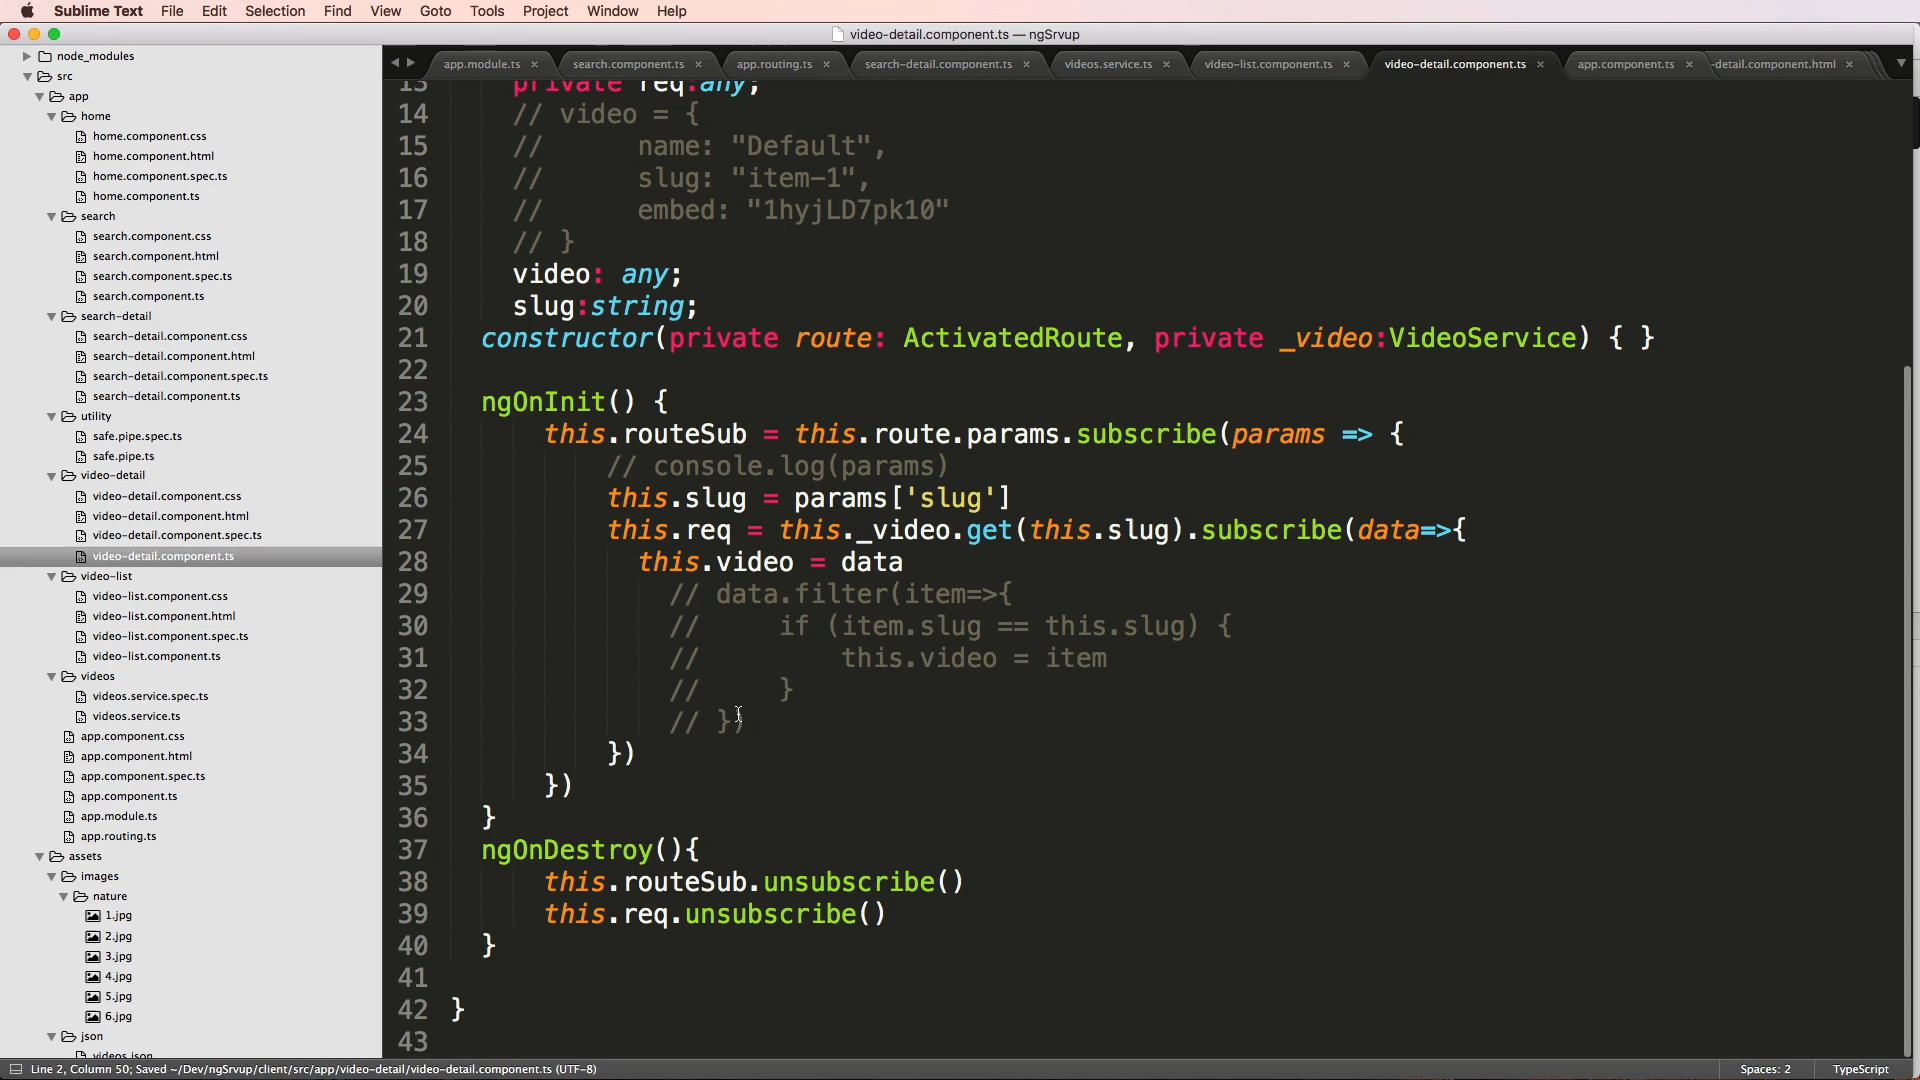 Sublime Text File Edit Selection Find View Goto Tools Project Window Help
video-detail.component.ts — ngSrvup
app.module.ts × search.component.ts × app.routing.ts × search-detail.component.ts × videos.service.ts × video-list.component.ts × video-detail.component.ts × app.component.ts × -detail.component.html ×
node_modules
src
app
home
home.component.css
home.component.html
home.component.spec.ts
home.component.ts
search
search.component.css
search.component.html
search.component.spec.ts
search.component.ts
search-detail
search-detail.component.css
search-detail.component.html
search-detail.component.spec.ts
search-detail.component.ts
utility
safe.pipe.spec.ts
safe.pipe.ts
video-detail
video-detail.component.css
video-detail.component.html
video-detail.component.spec.ts
video-detail.component.ts
video-list
video-list.component.css
video-list.component.html
video-list.component.spec.ts
video-list.component.ts
videos
videos.service.spec.ts
videos.service.ts
app.component.css
app.component.html
app.component.spec.ts
app.component.ts
app.module.ts
app.routing.ts
assets
images
nature
1.jpg
2.jpg
3.jpg
4.jpg
5.jpg
6.jpg
json
videos.json
13 private req:any;
14 // video = {
15 // name: "Default",
16 // slug: "item-1",
17 // embed: "1hyjLD7pk10"
18 // }
19 video: any;
20 slug:string;
21 constructor(private route: ActivatedRoute, private _video:VideoService) { }
22
23 ngOnInit() {
24 this.routeSub = this.route.params.subscribe(params => {
25 // console.log(params)
26 this.slug = params['slug']
27 this.req = this._video.get(this.slug).subscribe(data=>{
28 this.video = data
29 // data.filter(item=>{
30 // if (item.slug == this.slug) {
31 // this.video = item
32 // }
33 // })
34 })
35 })
36 }
37 ngOnDestroy(){
38 this.routeSub.unsubscribe()
39 this.req.unsubscribe()
40 }
41
42 }
43
Line 2, Column 50; Saved ~/Dev/ngSrvup/client/src/app/video-detail/video-detail.component.ts (UTF-8) Spaces: 2 TypeScript